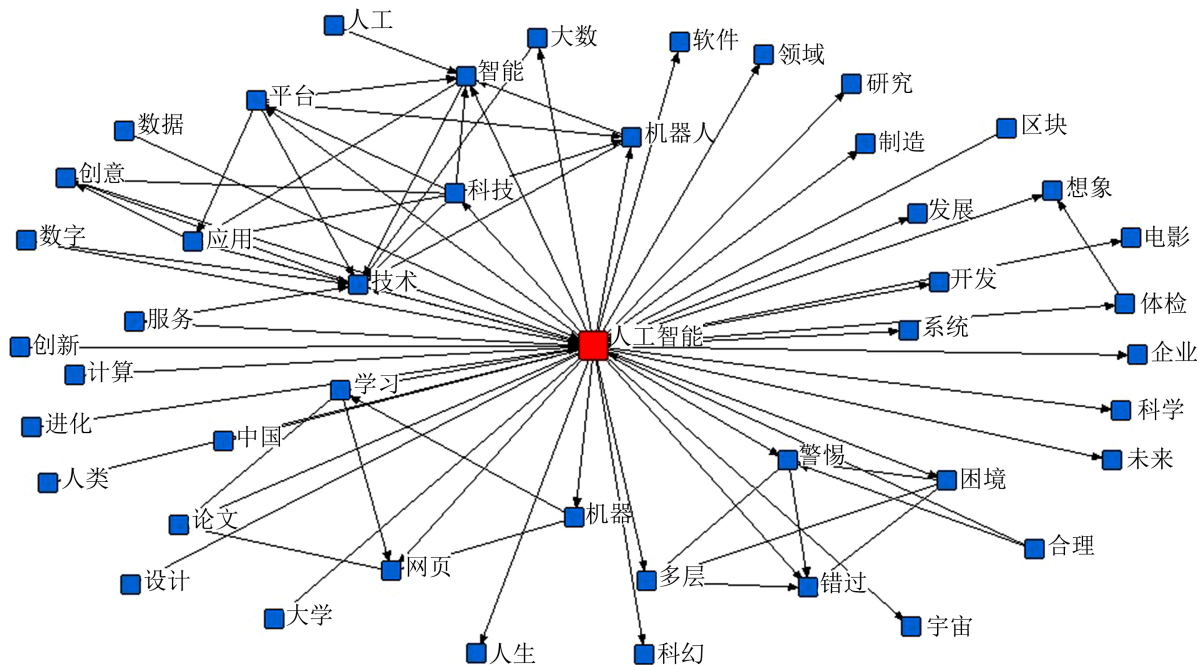 人工
大数
软件
领域
智能
研究
平台
数据
机器人
区块
制造
创意
科技
想象
发展
数字
应用
电影
技术
开发
体检
服务
系统
人工智能
创新
企业
计算
学习
科学
进化
中国
警惕
未来
人类
困境
论文
机器
合理
网页
多层
设计
错过
大学
宇宙
人生
科幻